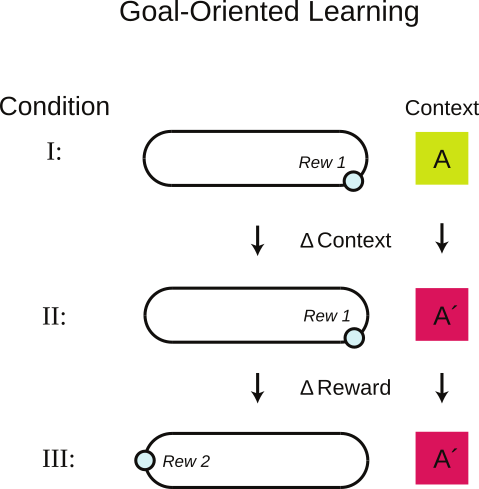 Goal-Oriented Learning
Condition
Context
I:
Rew 1
A
Δ Context
II:
Rew 1
A´
Δ Reward
III:
Rew 2
A´